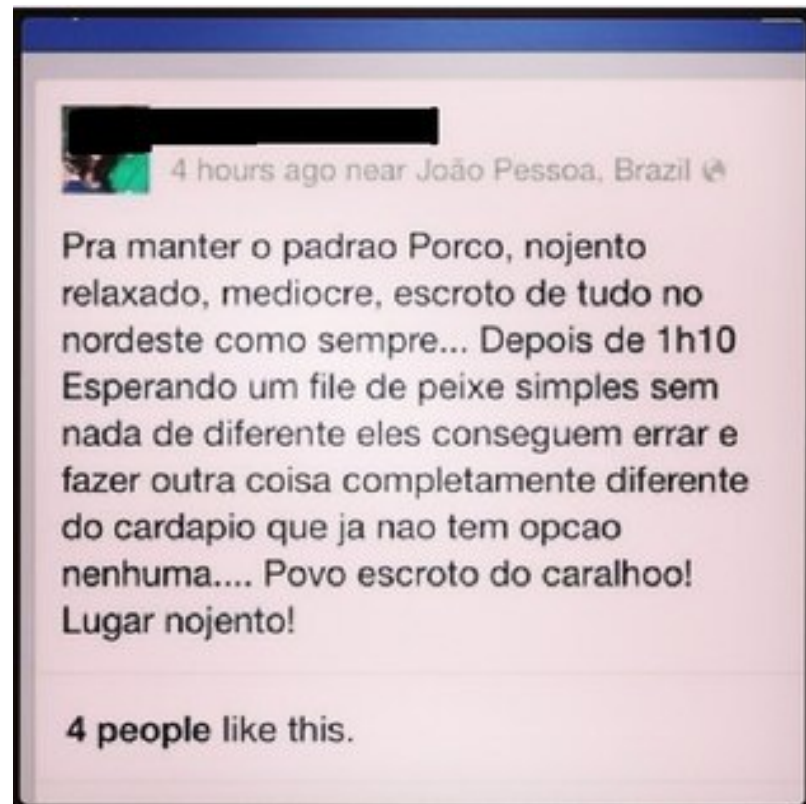 4 hours ago near João Pessoa, Brazil
Pra manter o padrao Porco, nojento
relaxado, mediocre, escroto de tudo no
nordeste como sempre... Depois de 1h10
Esperando um file de peixe simples sem
nada de diferente eles conseguem errar e
fazer outra coisa completamente diferente
do cardapio que ja nao tem opcao
nenhuma.... Povo escroto do caralhoo!
Lugar nojento!
4 people like this.